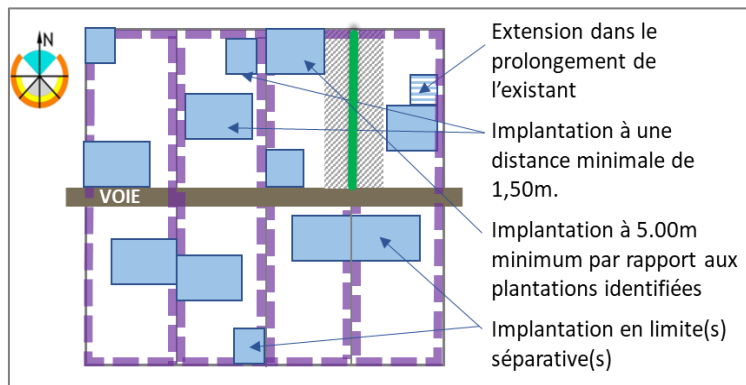 N
Extension dans le
prolongement de
l'existant
Implantation à une
distance minimale de
1,50m.
VOIE
Implantation à 5.00m
minimum par rapport aux
plantations identifiées
Implantation en limite(s)
séparative(s)